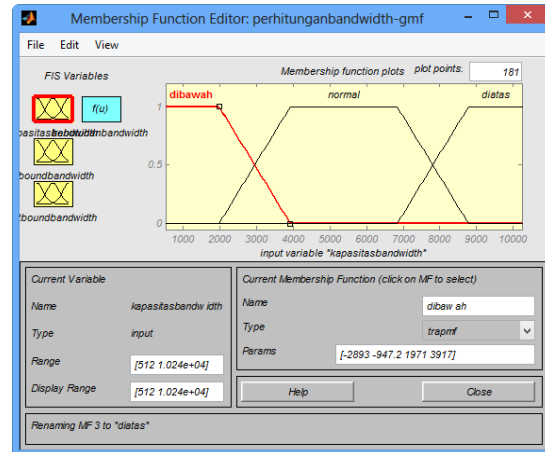 Membership Function Editor: perhitunganbandwidth-gmf
File Edit View
FIS Variables
Membership function plots plot points: 181
f(u)
dibawah normal diatas
boundbandwidth
boundbandwidth
1
0.5
0
1000 2000 3000 4000 5000 6000 7000 8000 9000 10000
input variable "kapasitasbandwidth"
Current Variable
Name kapasitasbandw idth
Type input
Range [512 1.024e+04]
Display Range [512 1.024e+04]
Current Membership Function (click on MF to select)
Name dibaw ah
Type trapmf
Params [-2893 -947.2 1971 3917]
Help Close
Renaming MF 3 to "diatas"